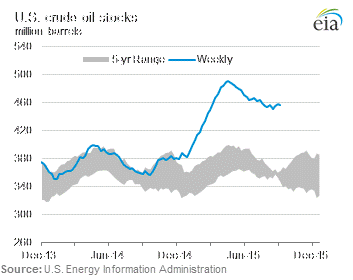 U.S. crude oil stocks
million barrels
eia
540
5-yr Range Weekly
500
460
420
380
340
300
260
Dec-13 Jun-14 Dec-14 Jun-15 Dec-15
Source: U.S. Energy Information Administration